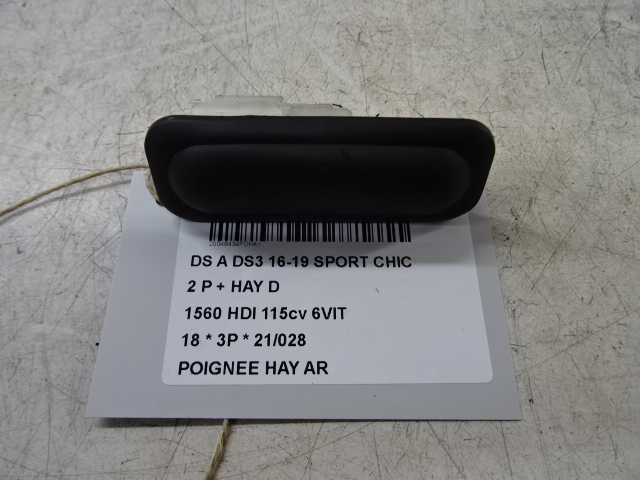 DS A DS3 16-19 SPORT CHIC
2 P + HAY D
1560 HDI 115cv 6VIT
18 * 3P * 21/028
POIGNEE HAY AR